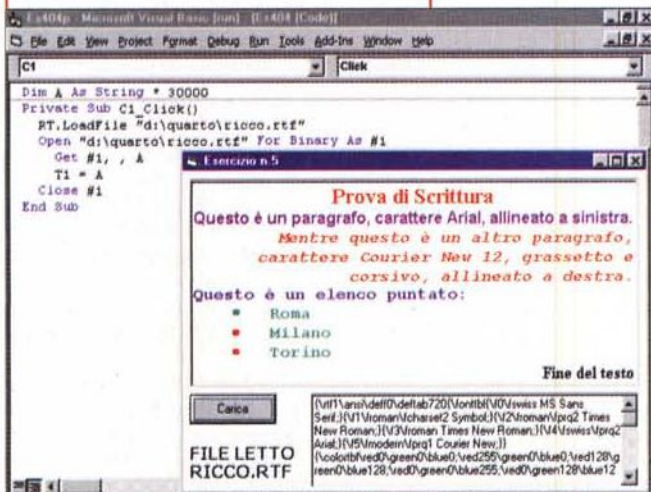 Ex404p - Microsoft Visual Basic [run] - [Ex404 (Code)]
File Edit View Project Format Debug Run Tools Add-Ins Window Help
C1 Click
Dim A As String * 30000
Private Sub C1_Click()
RT.LoadFile "d:\quarto\ricco.rtf"
Open "d:\quarto\ricco.rtf" For Binary As #1
Get #1, , A
T1 = A
Close #1
End Sub
Esercizio n.5
Prova di Scrittura
Questo è un paragrafo, carattere Arial, allineato a sinistra.
Mentre questo è un altro paragrafo,
carattere Courier New 12, grassetto e
corsivo, allineato a destra.
Questo è un elenco puntato:
Roma
Milano
Torino
Fine del testo
Carica
FILE LETTO
RICCO.RTF
{\rtf1\ansi\deff0\deftab720{\fonttbl{\f0\fswiss MS Sans
Serif;}{\f1\froman\fcharset2 Symbol;}{\f2\froman\fprq2 Times
New Roman;}{\f3\froman Times New Roman;}{\f4\fswiss\fprq2
Arial;}{\f5\fmodern\fprq1 Courier New;}}
{\colortbl\red0\green0\blue0;\red255\green0\blue0;\red128\g
reen0\blue128;\red0\green0\blue255;\red0\green128\blue12